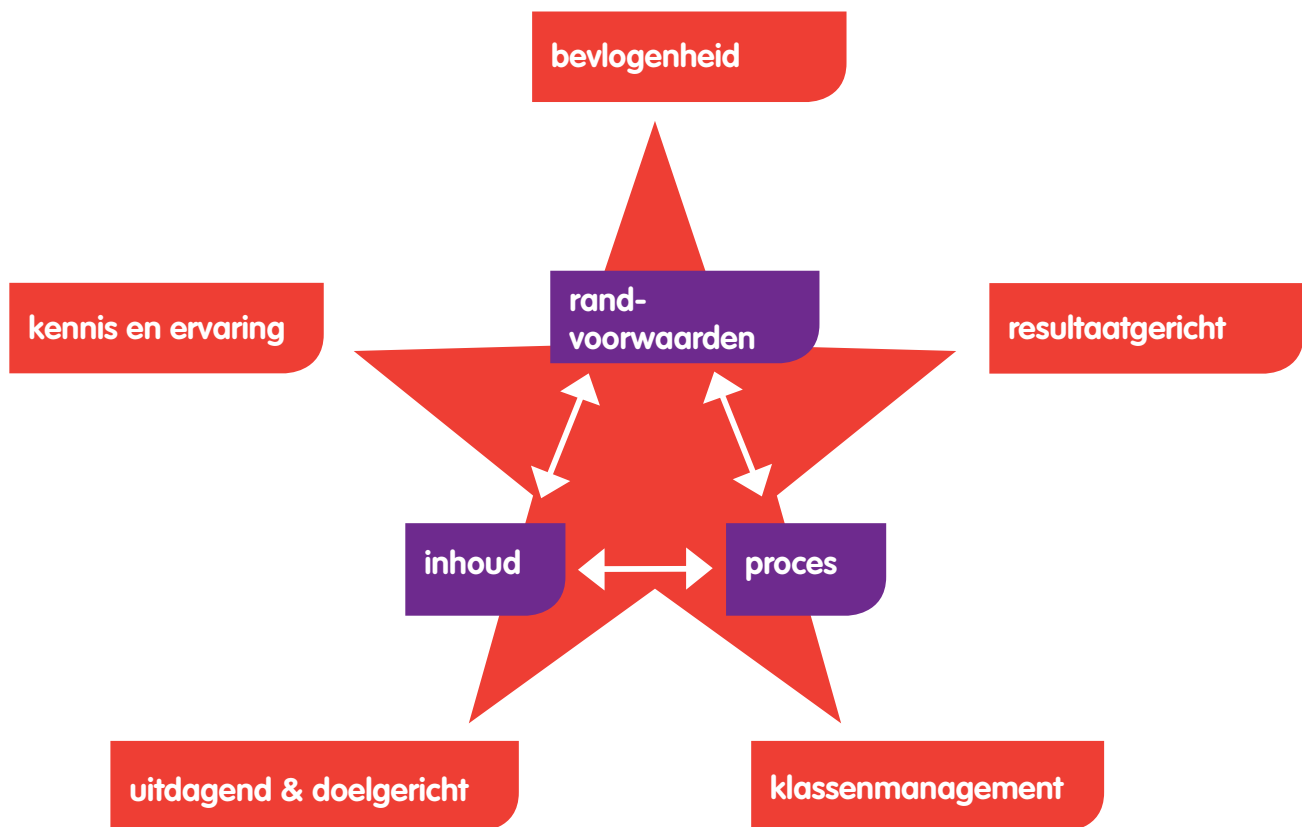 bevlogenheid
kennis en ervaring
rand-
voorwaarden
resultaatgericht
inhoud
proces
uitdagend & doelgericht
klassenmanagement